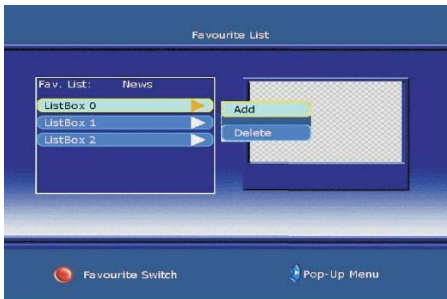 Favourite List
Fav. List: News
ListBox 0
ListBox 1
ListBox 2
Add
Delete
Favourite Switch
Pop-Up Menu